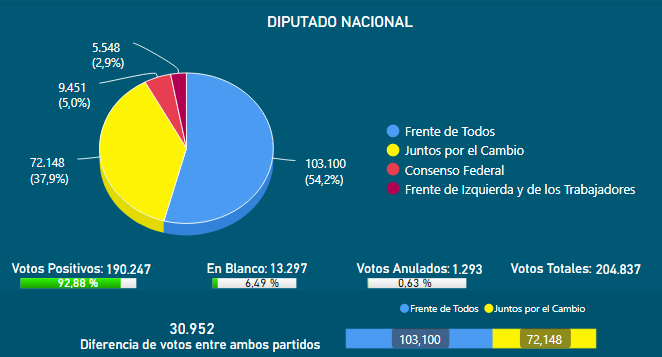 DIPUTADO NACIONAL
5.548
(2,9%)
9.451
(5,0%)
72.148
(37,9%)
103.100
(54,2%)
Frente de Todos
Juntos por el Cambio
Consenso Federal
Frente de Izquierda y de los Trabajadores
Votos Positivos: 190.247
92,88 %
En Blanco: 13.297
6,49 %
Votos Anulados: 1.293
0,63 %
Votos Totales: 204.837
30.952
Diferencia de votos entre ambos partidos
Frente de Todos Juntos por el Cambio
103,100 72,148